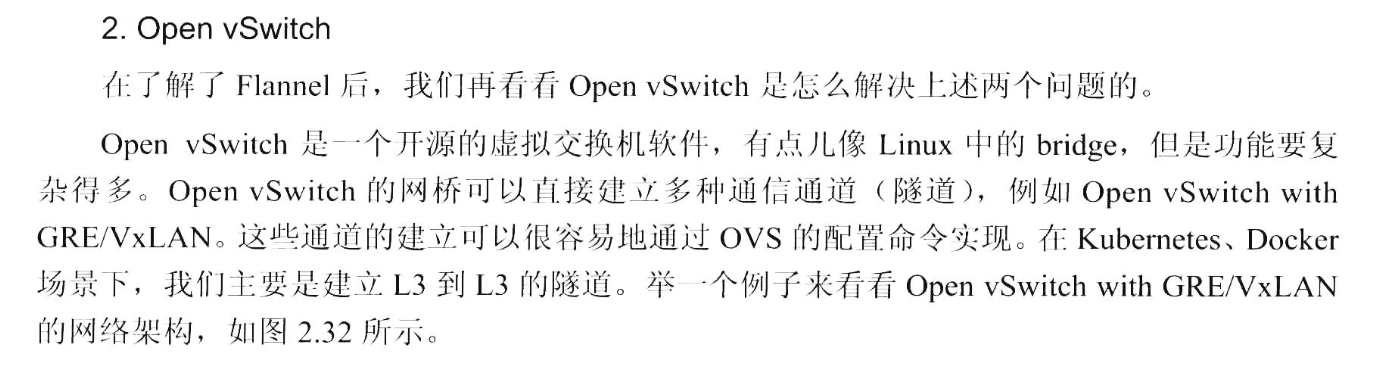 2. Open vSwitch
在了解了 Flannel 后，我们再看看 Open vSwitch 是怎么解决上述两个问题的。
Open vSwitch 是一个开源的虚拟交换机软件，有点儿像 Linux 中的 bridge，但是功能要复
杂得多。Open vSwitch 的网桥可以直接建立多种通信通道（隧道），例如 Open vSwitch with
GRE/VxLAN。这些通道的建立可以很容易地通过 OVS 的配置命令实现。在 Kubernetes、Docker
场景下，我们主要是建立 L3 到 L3 的隧道。举一个例子来看看 Open vSwitch with GRE/VxLAN
的网络架构，如图 2.32 所示。